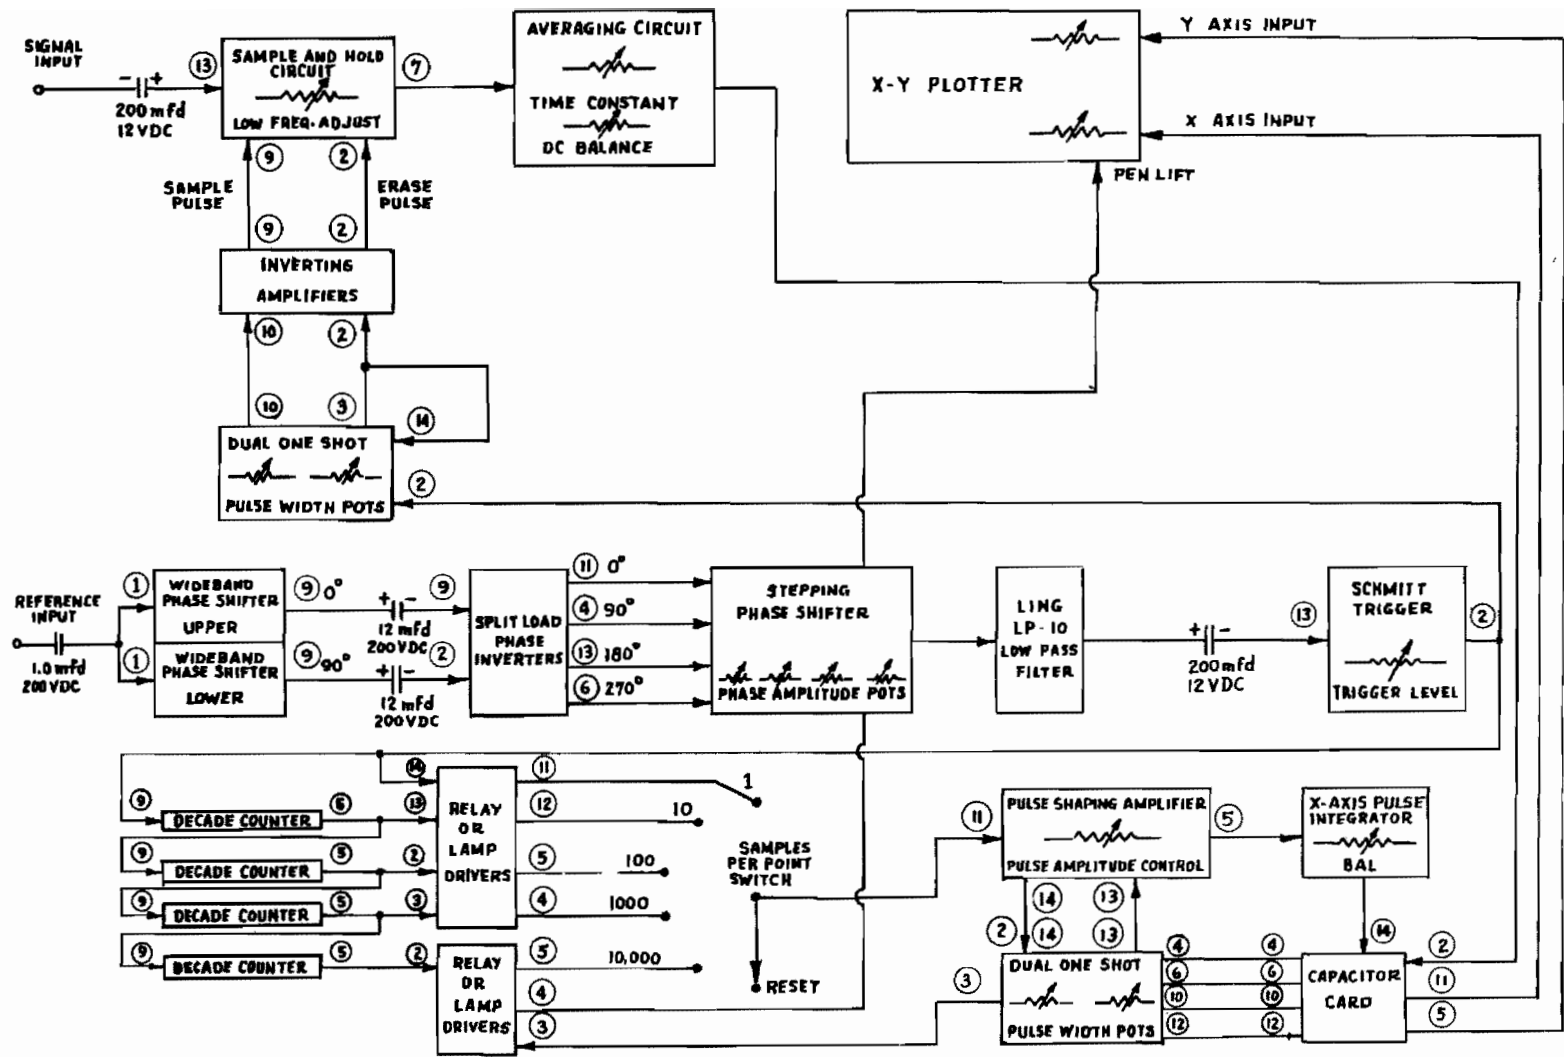 SIGNAL
INPUT
- +
200 mfd
12 VDC
13
SAMPLE AND HOLD
CIRCUIT
LOW FREQ. ADJUST
7
AVERAGING CIRCUIT
TIME CONSTANT
DC BALANCE
X-Y PLOTTER
Y AXIS INPUT
X AXIS INPUT
PEN LIFT
9
2
SAMPLE
PULSE
ERASE
PULSE
9
2
INVERTING
AMPLIFIERS
10
2
10
3
14
DUAL ONE SHOT
PULSE WIDTH POTS
2
REFERENCE
INPUT
1.0 mfd
200 VDC
1
1
WIDEBAND
PHASE SHIFTER
UPPER
WIDEBAND
PHASE SHIFTER
LOWER
9 0°
9 90°
+ -
12 mfd
200 VDC
+ -
12 mfd
200 VDC
9
2
SPLIT LOAD
PHASE
INVERTERS
11 0°
4 90°
13 180°
6 270°
STEPPING
PHASE SHIFTER
PHASE AMPLITUDE POTS
LING
LP-10
LOW PASS
FILTER
+ -
200 mfd
12 VDC
13
SCHMITT
TRIGGER
TRIGGER LEVEL
2
9
DECADE COUNTER
5
9
DECADE COUNTER
5
9
DECADE COUNTER
5
9
DECADE COUNTER
5
14
13
2
3
2
RELAY
OR
LAMP
DRIVERS
RELAY
OR
LAMP
DRIVERS
11
12
5
4
5
4
3
1
10
100
1000
10,000
SAMPLES
PER POINT
SWITCH
RESET
11
PULSE SHAPING AMPLIFIER
PULSE AMPLITUDE CONTROL
5
X-AXIS PULSE
INTEGRATOR
BAL
14
13
2
14
13
14
3
DUAL ONE SHOT
PULSE WIDTH POTS
4
6
10
12
4
6
10
12
CAPACITOR
CARD
2
11
5